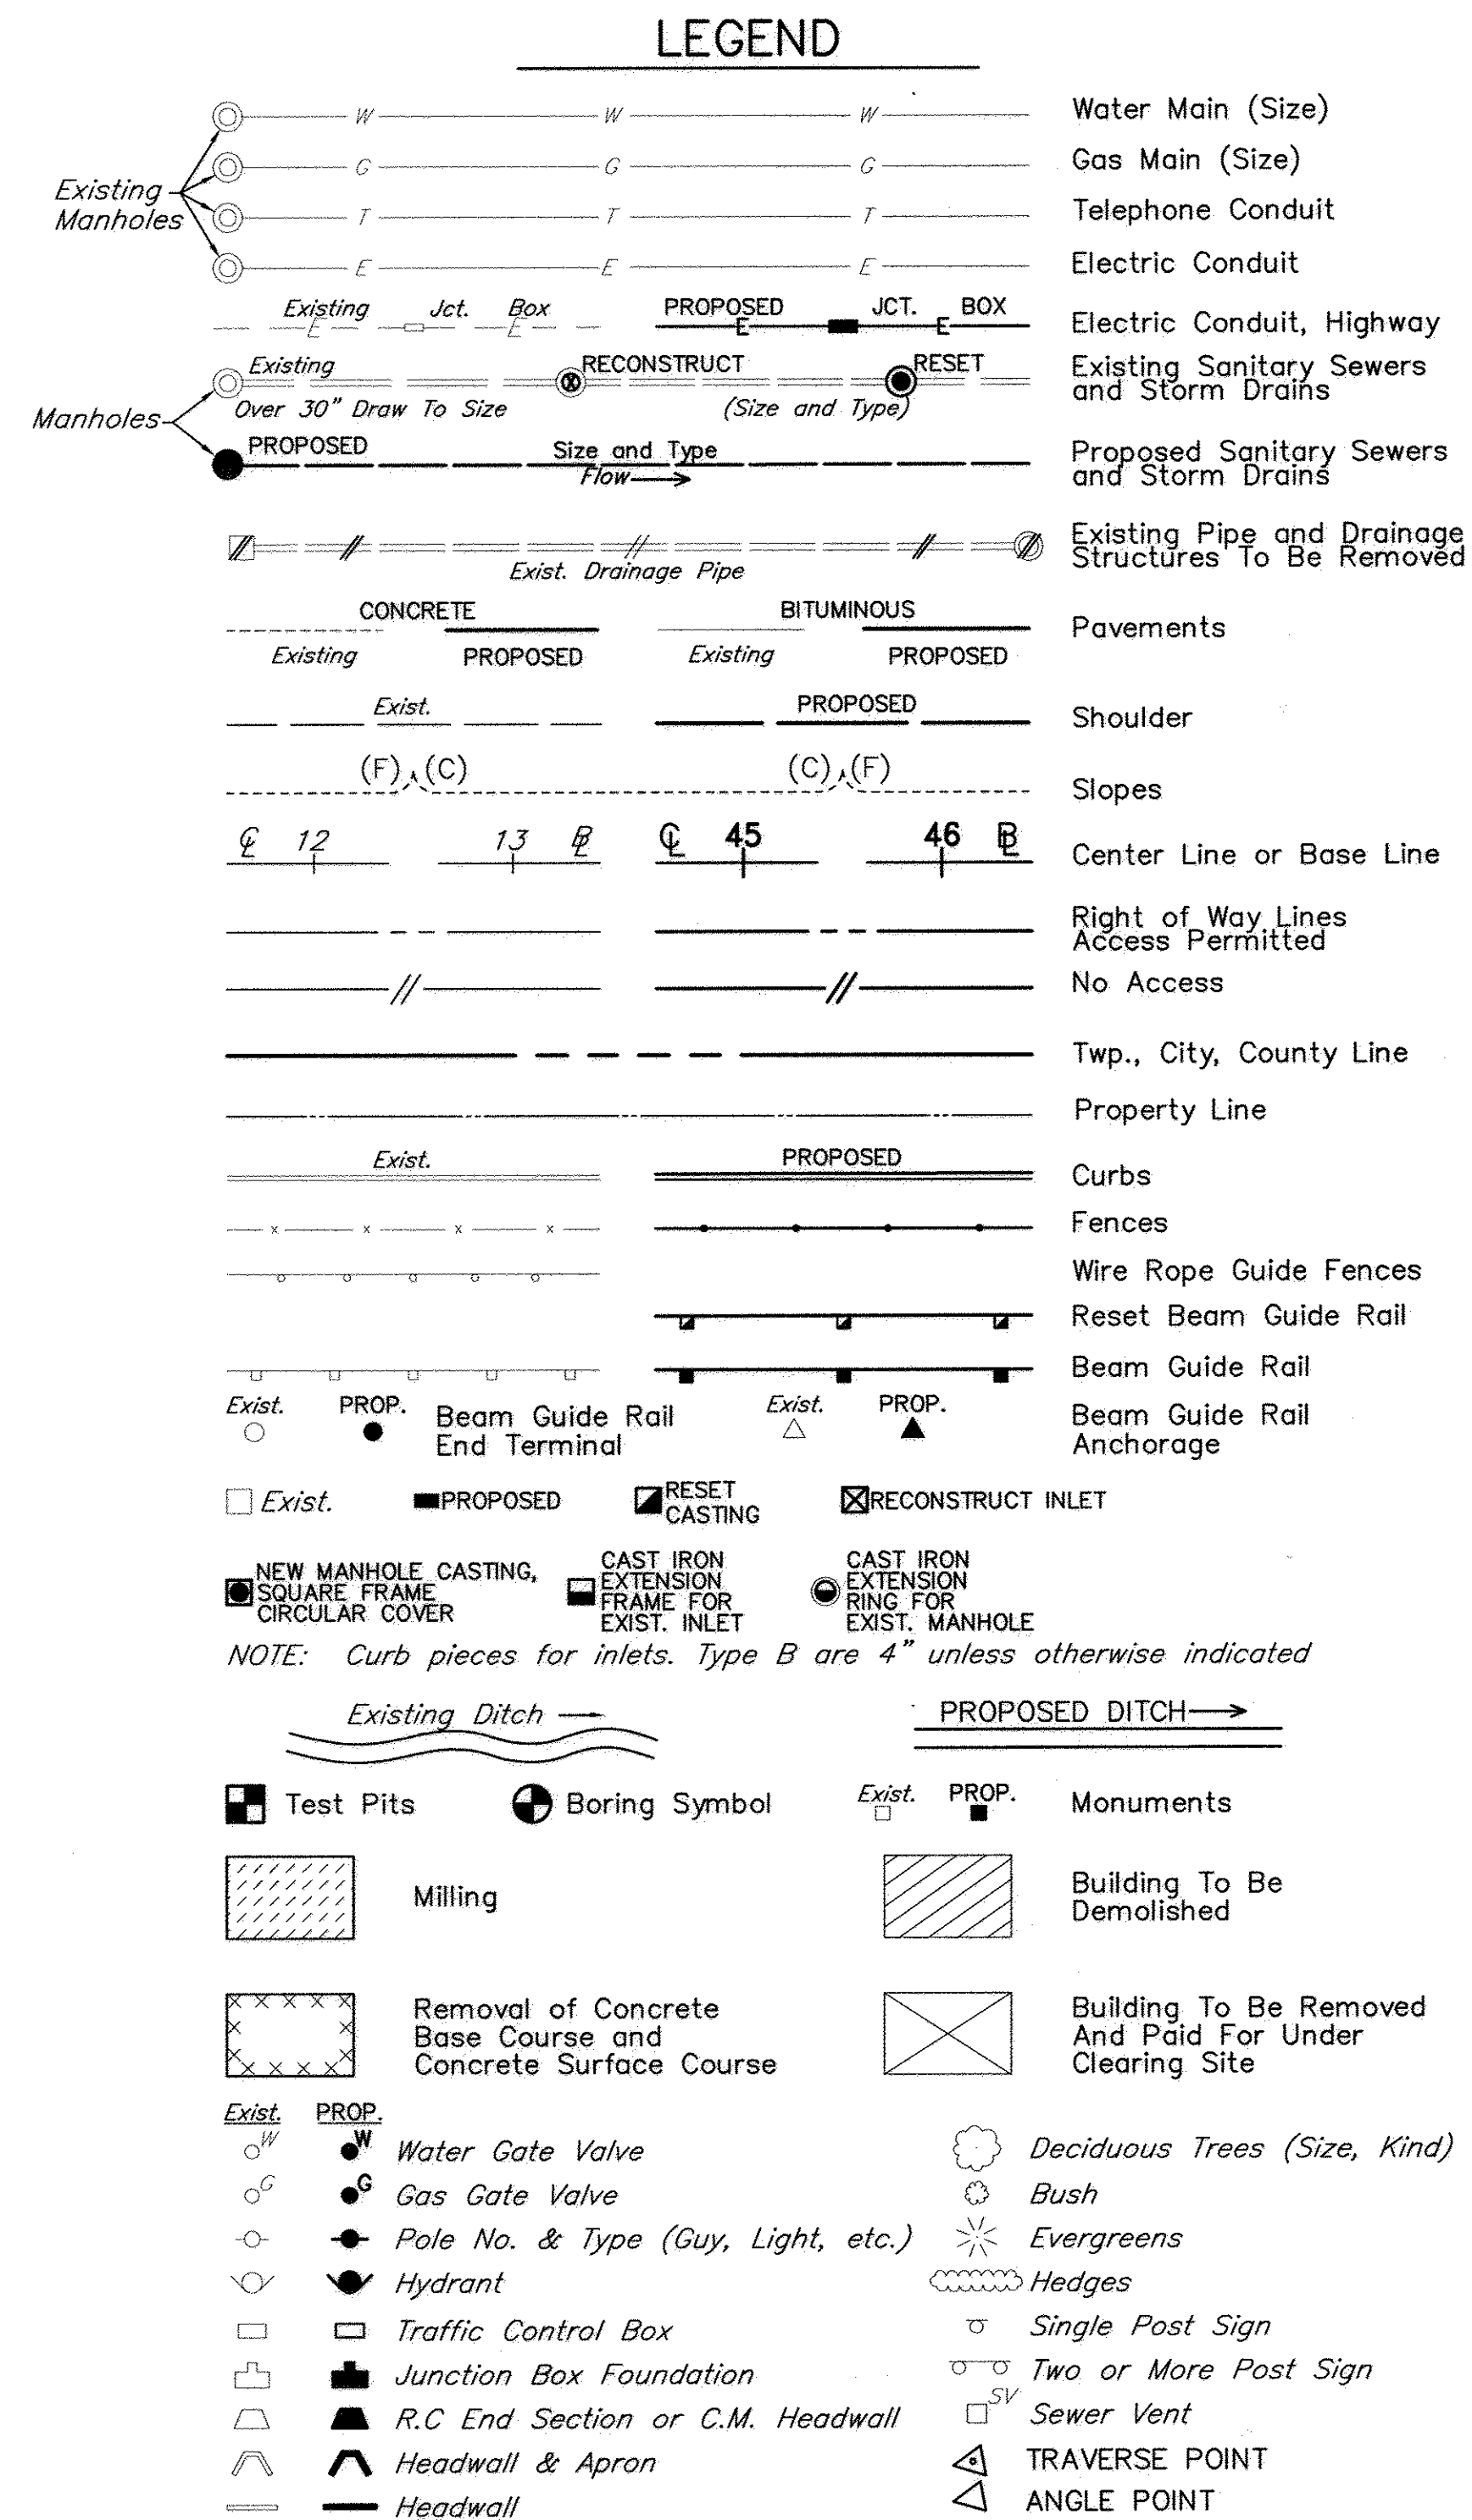 LEGEND
W W W Water Main (Size)
G G G Gas Main (Size)
Existing
Manholes
T T T Telephone Conduit
E E E Electric Conduit
Existing Jct. Box PROPOSED JCT. BOX
E E E E Electric Conduit, Highway
Existing RECONSTRUCT RESET Existing Sanitary Sewers
and Storm Drains
X
Over 30" Draw To Size (Size and Type)
Manholes
PROPOSED Size and Type Proposed Sanitary Sewers
Flow and Storm Drains
Existing Pipe and Drainage
Structures To Be Removed
Exist. Drainage Pipe
CONCRETE BITUMINOUS
Pavements
Existing PROPOSED Existing PROPOSED
Exist. PROPOSED
Shoulder
(F) (C) (C) (F)
Slopes
CL 12 13 BL CL 45 46 BL
Center Line or Base Line
Right of Way Lines
Access Permitted
No Access
Twp., City, County Line
Property Line
Exist. PROPOSED
Curbs
x x x x Fences
Wire Rope Guide Fences
Reset Beam Guide Rail
Beam Guide Rail
Exist. PROP. Beam Guide Rail
End Terminal
Exist. PROP. Beam Guide Rail
Anchorage
Exist. PROPOSED RESET
CASTING
RECONSTRUCT INLET
NEW MANHOLE CASTING,
SQUARE FRAME
CIRCULAR COVER
CAST IRON
EXTENSION
FRAME FOR
EXIST. INLET
CAST IRON
EXTENSION
RING FOR
EXIST. MANHOLE
NOTE: Curb pieces for inlets. Type B are 4" unless otherwise indicated
Existing Ditch PROPOSED DITCH
Test Pits Boring Symbol Exist. PROP. Monuments
Milling
Building To Be
Demolished
Removal of Concrete
Base Course and
Concrete Surface Course
Building To Be Removed
And Paid For Under
Clearing Site
Exist. PROP.
W W Water Gate Valve
G G Gas Gate Valve
Pole No. & Type (Guy, Light, etc.)
Hydrant
Traffic Control Box
Junction Box Foundation
R.C End Section or C.M. Headwall
Headwall & Apron
Headwall
Deciduous Trees (Size, Kind)
Bush
Evergreens
Hedges
Single Post Sign
Two or More Post Sign
SV Sewer Vent
TRAVERSE POINT
ANGLE POINT